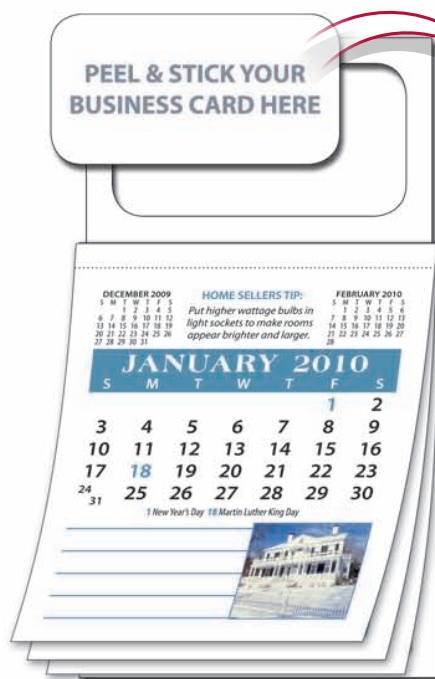 PEEL & STICK YOUR
BUSINESS CARD HERE
DECEMBER 2009
S M T W T F S
1 2 3 4 5
6 7 8 9 10 11 12
13 14 15 16 17 18 19
20 21 22 23 24 25 26
27 28 29 30 31
HOME SELLERS TIP:
Put higher wattage bulbs in
light sockets to make rooms
appear brighter and larger.
FEBRUARY 2010
S M T W T F S
1 2 3 4 5 6
7 8 9 10 11 12 13
14 15 16 17 18 19 20
21 22 23 24 25 26 27
28
JANUARY 2010
S M T W T F S
1 2
3 4 5 6 7 8 9
10 11 12 13 14 15 16
17 18 19 20 21 22 23
24 31 25 26 27 28 29 30
1 New Year's Day 18 Martin Luther King Day